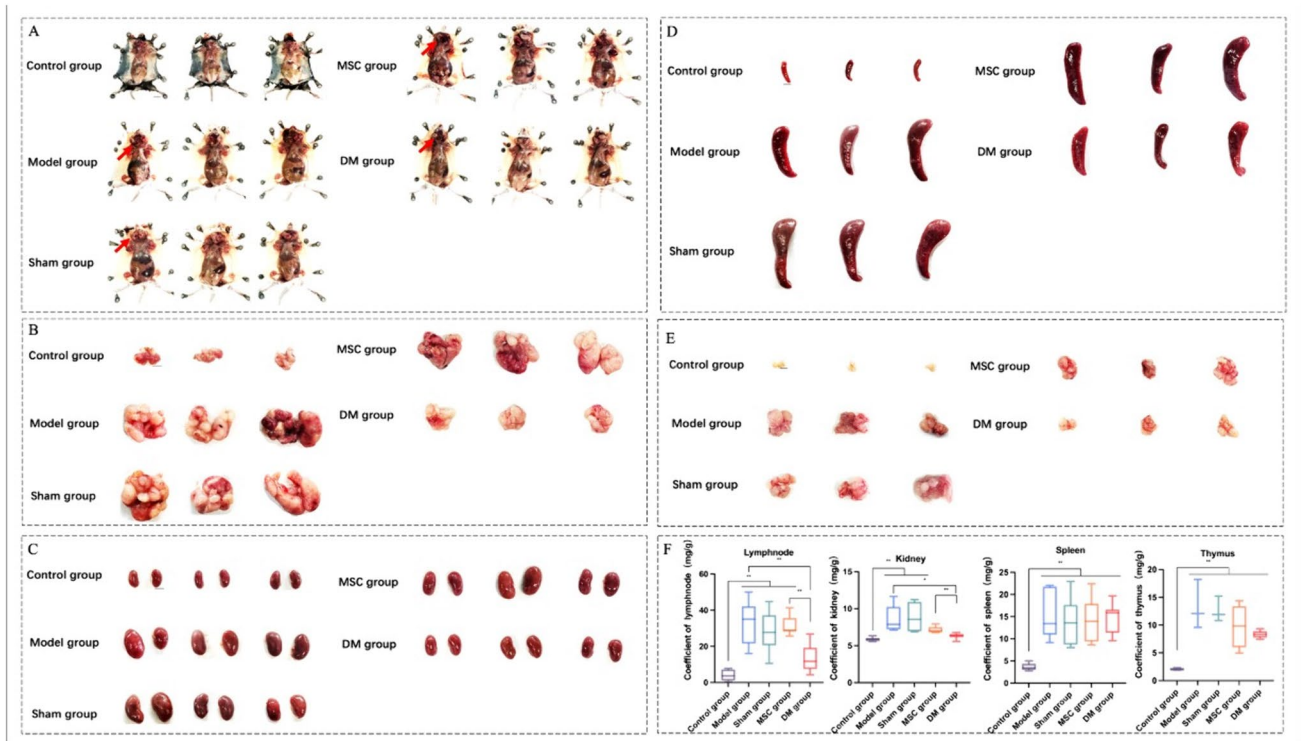 A
Control group
MSC group
Model group
DM group
Sham group
B
Control group
MSC group
Model group
DM group
Sham group
C
Control group
MSC group
Model group
DM group
Sham group
D
Control group
MSC group
Model group
DM group
Sham group
E
Control group
MSC group
Model group
DM group
Sham group
F
Lymphnode
Coefficient of lymphnode (mg/g)
60
40
20
0
**
**
**
Control group
Model group
Sham group
MSC group
DM group
Kidney
Coefficient of kidney (mg/g)
15
10
5
0
**
*
**
Control group
Model group
Sham group
MSC group
DM group
Spleen
Coefficient of spleen (mg/g)
25
20
15
10
5
0
**
Control group
Model group
Sham group
MSC group
DM group
Thymus
Coefficient of thymus (mg/g)
20
15
10
5
0
**
Control group
Model group
Sham group
MSC group
DM group